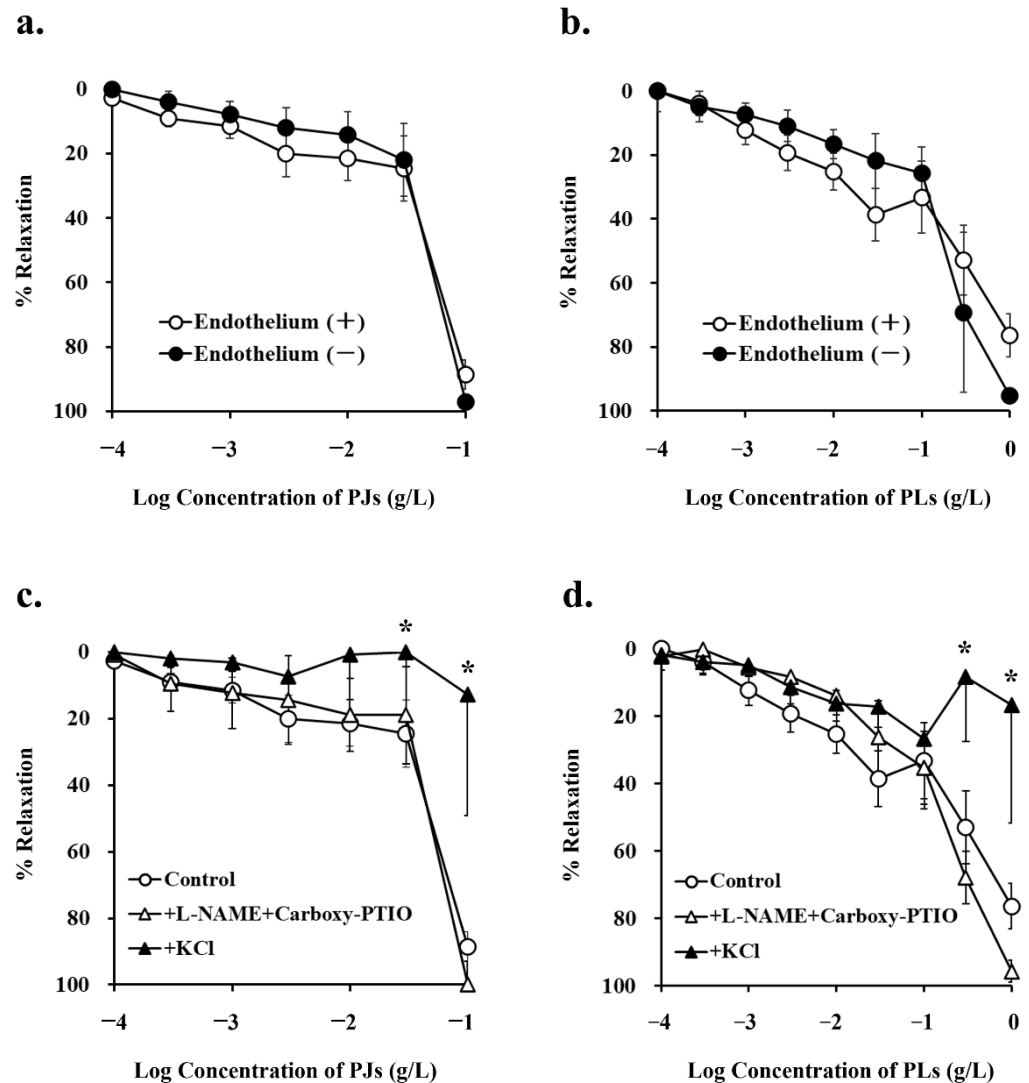 a.
0
20
40
60
80
100
% Relaxation
Endothelium (+)
Endothelium (−)
−4 −3 −2 −1
Log Concentration of PJs (g/L)
b.
0
20
40
60
80
100
% Relaxation
Endothelium (+)
Endothelium (−)
−4 −3 −2 −1 0
Log Concentration of PLs (g/L)
c.
0
20
40
60
80
100
% Relaxation
* *
Control
+L-NAME+Carboxy-PTIO
+KCl
−4 −3 −2 −1
Log Concentration of PJs (g/L)
d.
0
20
40
60
80
100
% Relaxation
* *
Control
+L-NAME+Carboxy-PTIO
+KCl
−4 −3 −2 −1 0
Log Concentration of PLs (g/L)